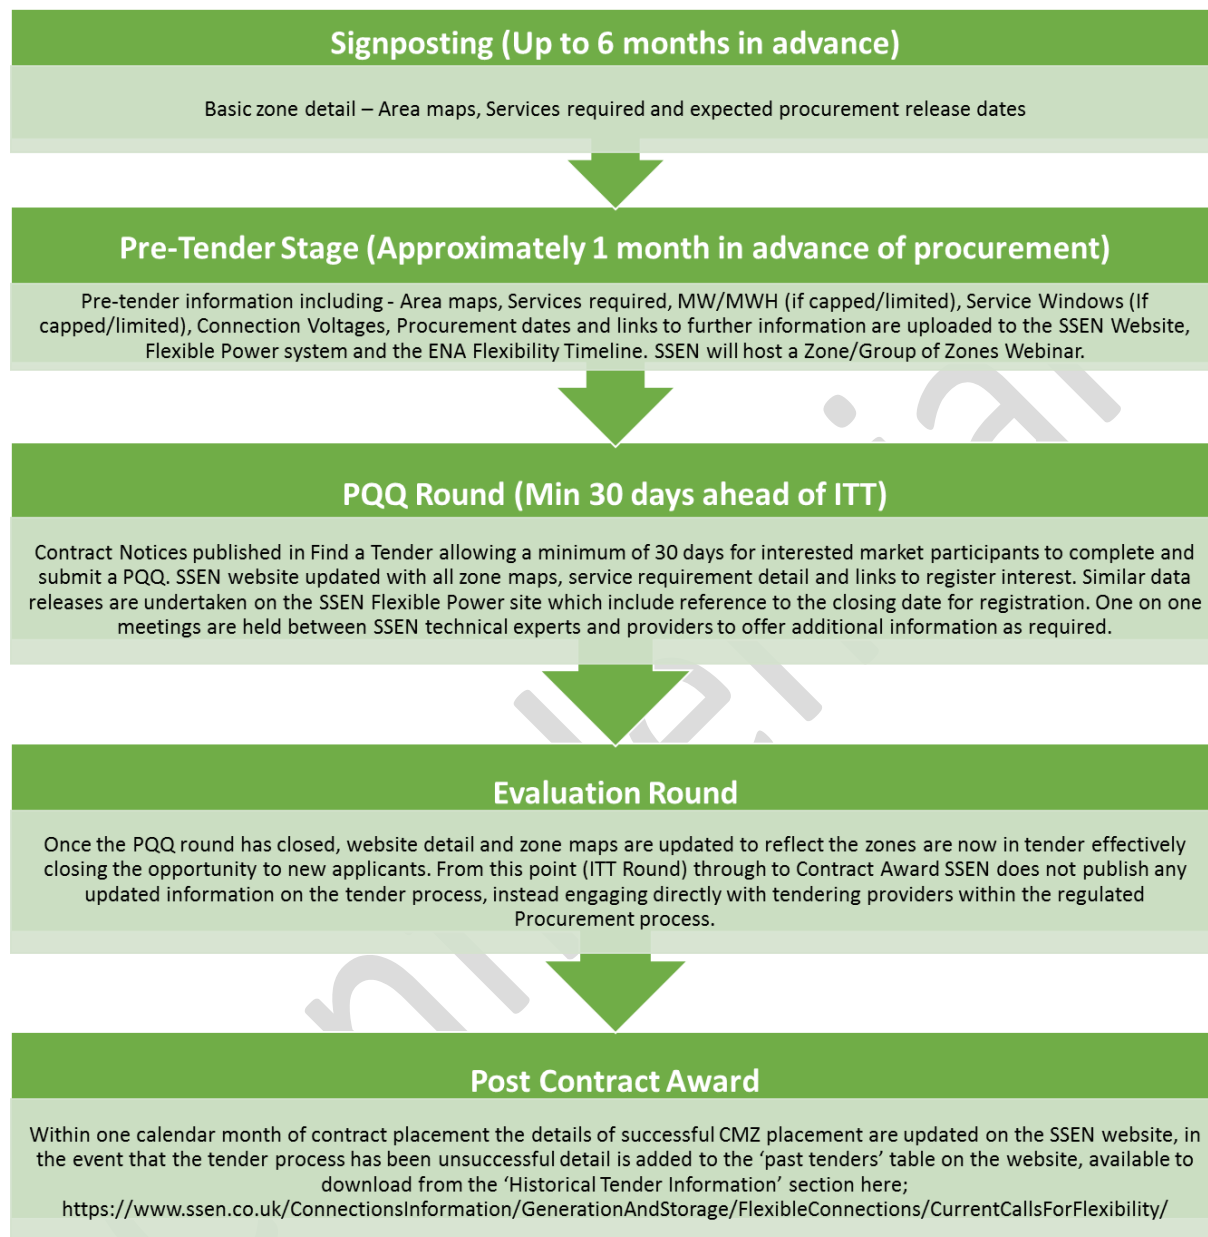 Signposting (Up to 6 months in advance)
Basic zone detail – Area maps, Services required and expected procurement release dates
Pre-Tender Stage (Approximately 1 month in advance of procurement)
Pre-tender information including - Area maps, Services required, MW/MWH (if capped/limited), Service Windows (If
capped/limited), Connection Voltages, Procurement dates and links to further information are uploaded to the SSEN Website,
Flexible Power system and the ENA Flexibility Timeline. SSEN will host a Zone/Group of Zones Webinar.
PQQ Round (Min 30 days ahead of ITT)
Contract Notices published in Find a Tender allowing a minimum of 30 days for interested market participants to complete and
submit a PQQ. SSEN website updated with all zone maps, service requirement detail and links to register interest. Similar data
releases are undertaken on the SSEN Flexible Power site which include reference to the closing date for registration. One on one
meetings are held between SSEN technical experts and providers to offer additional information as required.
Evaluation Round
Once the PQQ round has closed, website detail and zone maps are updated to reflect the zones are now in tender effectively
closing the opportunity to new applicants. From this point (ITT Round) through to Contract Award SSEN does not publish any
updated information on the tender process, instead engaging directly with tendering providers within the regulated
Procurement process.
Post Contract Award
Within one calendar month of contract placement the details of successful CMZ placement are updated on the SSEN website, in
the event that the tender process has been unsuccessful detail is added to the ‘past tenders’ table on the website, available to
download from the ‘Historical Tender Information’ section here;
https://www.ssen.co.uk/ConnectionsInformation/GenerationAndStorage/FlexibleConnections/CurrentCallsForFlexibility/